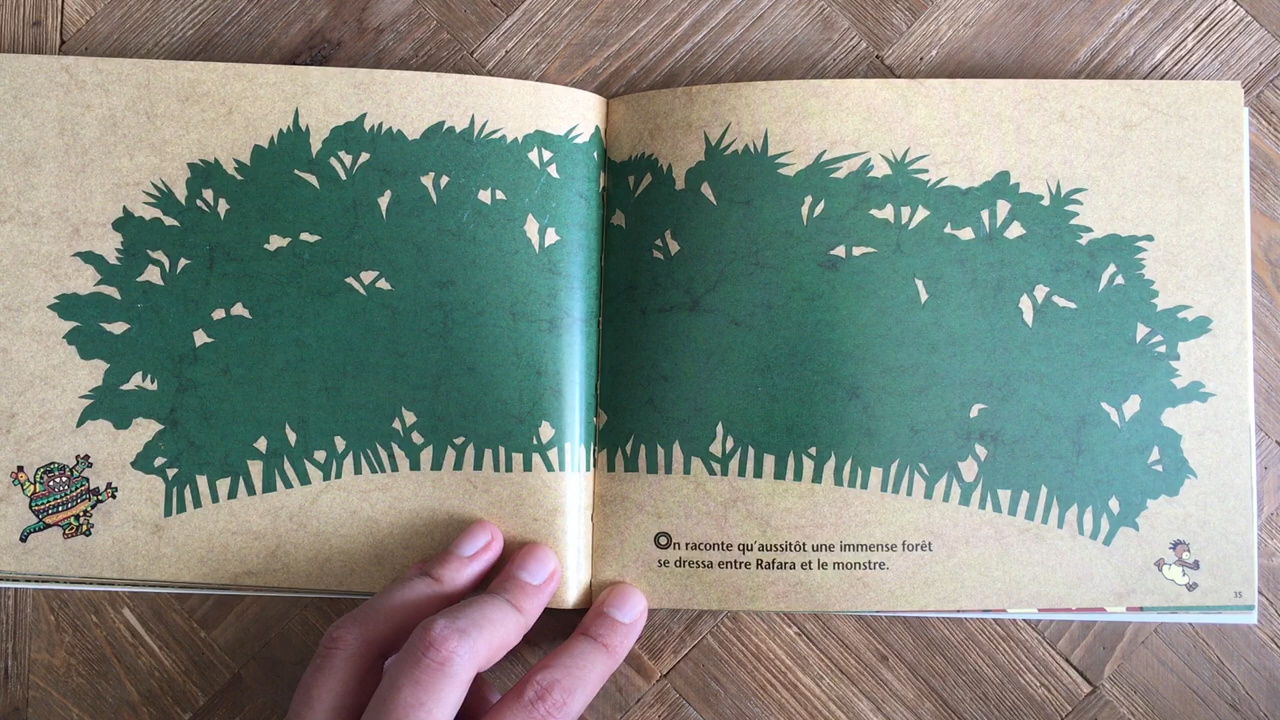 On raconte qu'aussitôt une immense forêt
se dressa entre Rafara et le monstre.
35